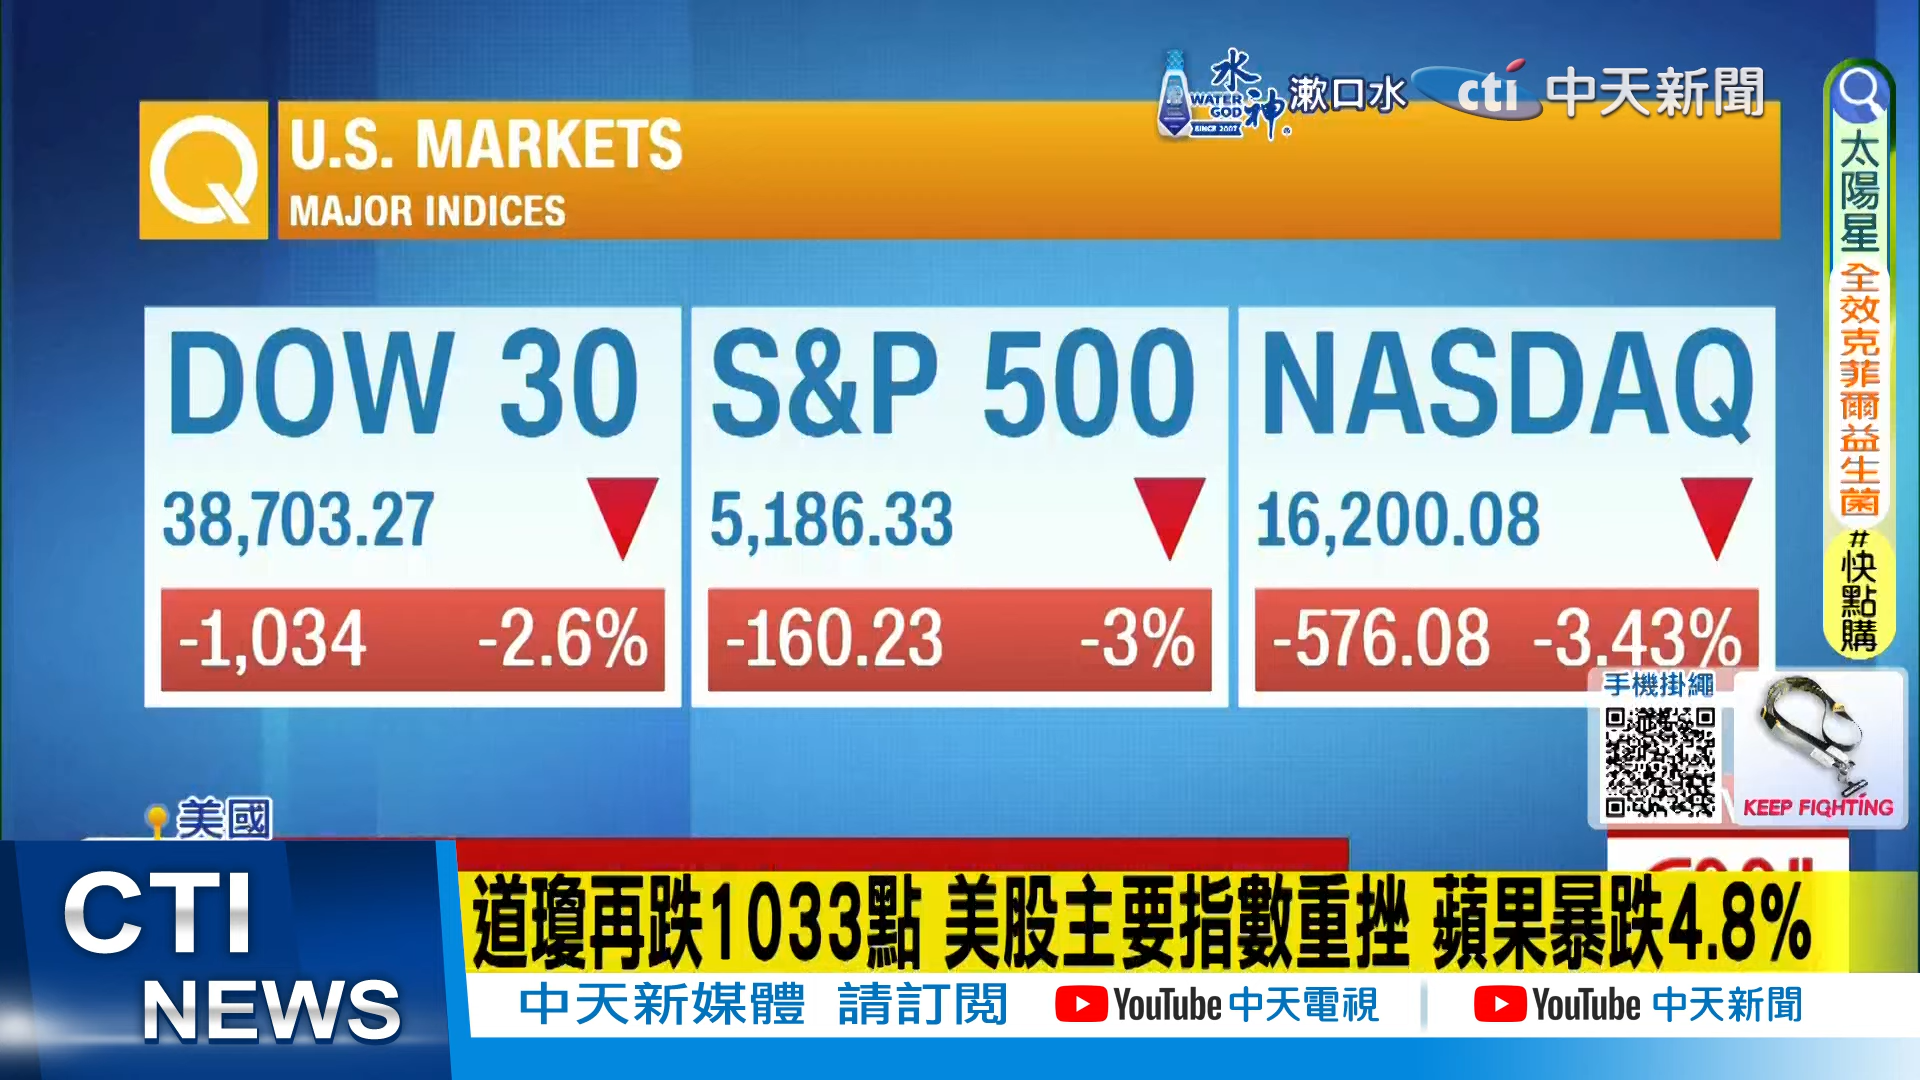 水神
WATER GOD
SINCE 2007
漱口水
cti 中天新聞
U.S. MARKETS
MAJOR INDICES
DOW 30
38,703.27
-1,034 -2.6%
S&P 500
5,186.33
-160.23 -3%
NASDAQ
16,200.08
-576.08 -3.43%
太陽星
全效克菲爾益生菌
#快點購
手機掛繩
KEEP FIGHTING
美國
CTI
NEWS
道瓊再跌1033點 美股主要指數重挫 蘋果暴跌4.8%
中天新媒體 請訂閱 YouTube 中天電視 YouTube 中天新聞